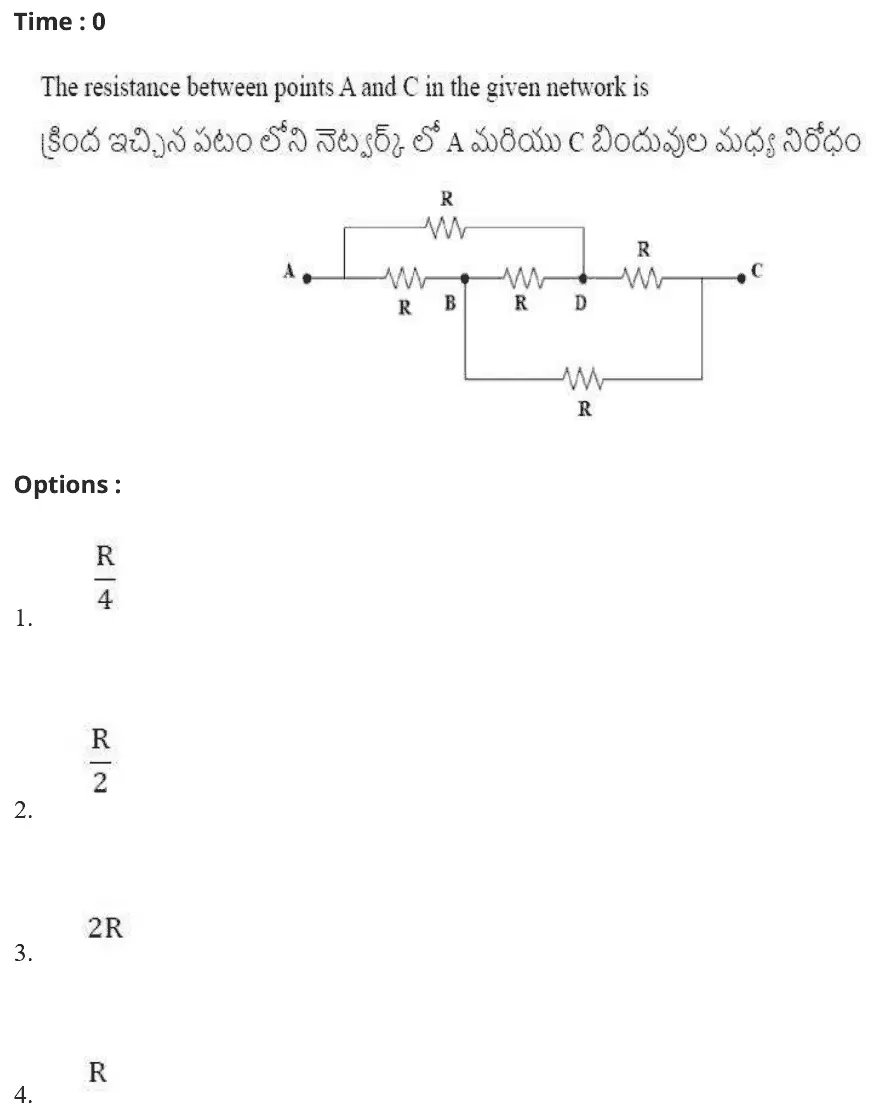 Time : 0
The resistance between points A and C in the given network is
క్రింద ఇచ్చిన పటం లోని నెట్వర్క్ లో A మరియు C బిందువుల మధ్య నిరోధం
R
R
A
C
R
B
R
D
R
Options :
R
4
1.
R
2
2.
2R
3.
R
4.